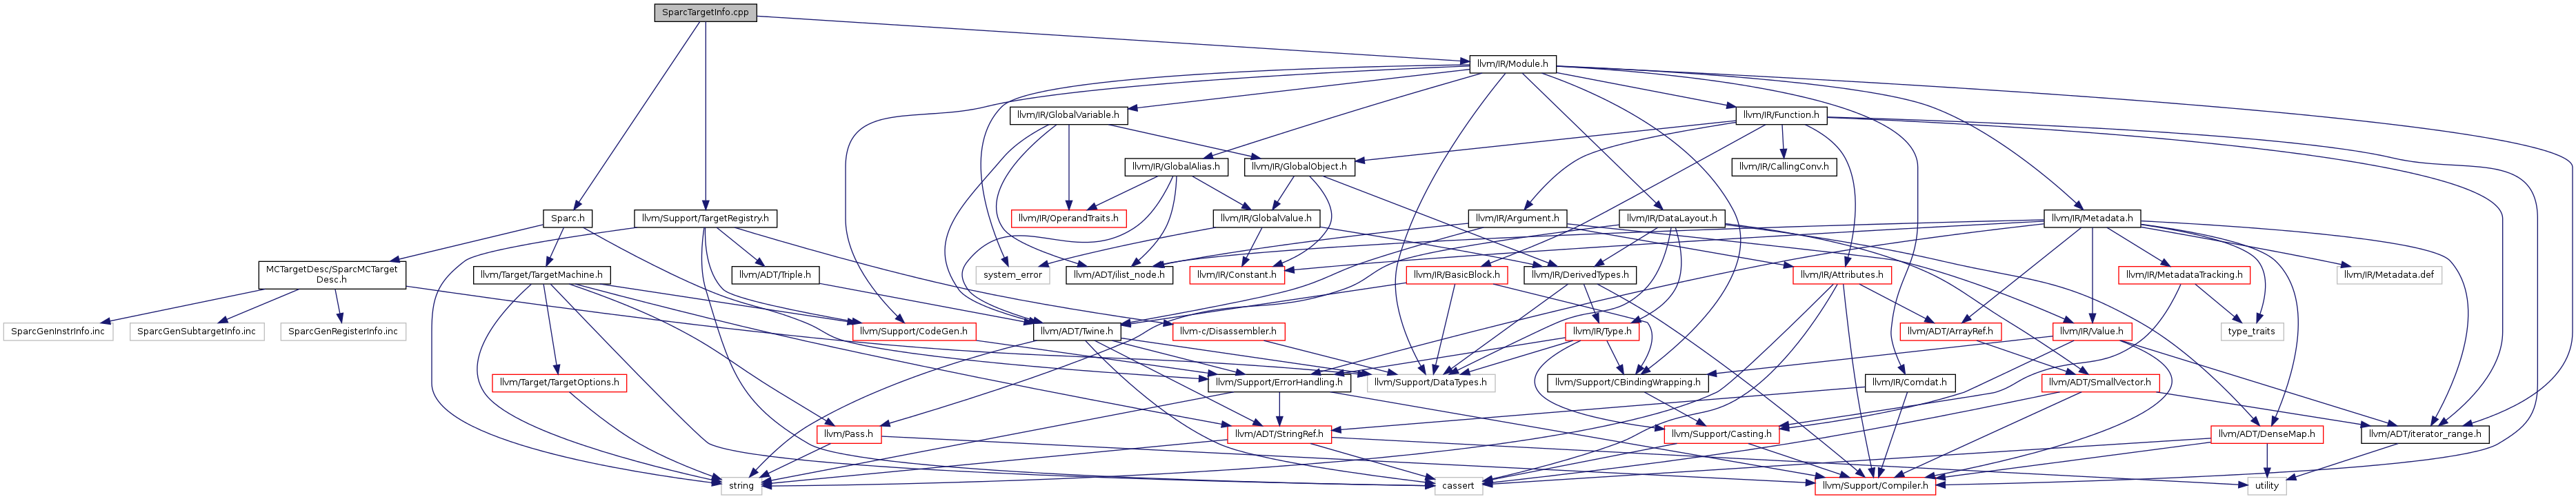 SparcTargetInfo.cpp
llvm/IR/Module.h
llvm/IR/GlobalVariable.h
llvm/IR/Function.h
llvm/IR/GlobalAlias.h
llvm/IR/GlobalObject.h
llvm/IR/CallingConv.h
Sparc.h
llvm/Support/TargetRegistry.h
llvm/IR/OperandTraits.h
llvm/IR/GlobalValue.h
llvm/IR/Argument.h
llvm/IR/DataLayout.h
llvm/IR/Metadata.h
MCTargetDesc/SparcMCTarget
Desc.h
llvm/Target/TargetMachine.h
llvm/ADT/Triple.h
system_error
llvm/ADT/ilist_node.h
llvm/IR/Constant.h
llvm/IR/BasicBlock.h
llvm/IR/DerivedTypes.h
llvm/IR/Attributes.h
llvm/IR/MetadataTracking.h
llvm/IR/Metadata.def
SparcGenInstrInfo.inc
SparcGenSubtargetInfo.inc
SparcGenRegisterInfo.inc
llvm/Support/CodeGen.h
llvm/ADT/Twine.h
llvm-c/Disassembler.h
llvm/IR/Type.h
llvm/ADT/ArrayRef.h
llvm/IR/Value.h
type_traits
llvm/Target/TargetOptions.h
llvm/Support/ErrorHandling.h
llvm/Support/DataTypes.h
llvm/Support/CBindingWrapping.h
llvm/IR/Comdat.h
llvm/ADT/SmallVector.h
llvm/Pass.h
llvm/ADT/StringRef.h
llvm/Support/Casting.h
llvm/ADT/DenseMap.h
llvm/ADT/iterator_range.h
string
cassert
llvm/Support/Compiler.h
utility